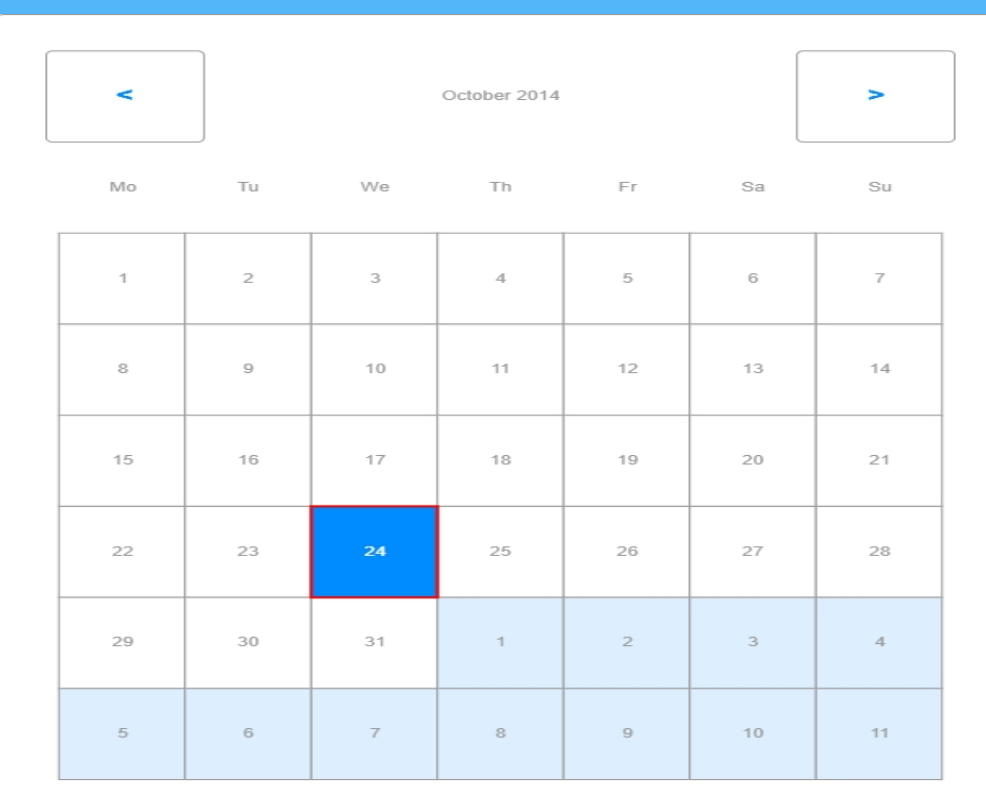 < October 2014 >
Mo Tu We Th Fr Sa Su
1 2 3 4 5 6 7
8 9 10 11 12 13 14
15 16 17 18 19 20 21
22 23 24 25 26 27 28
29 30 31 1 2 3 4
5 6 7 8 9 10 11